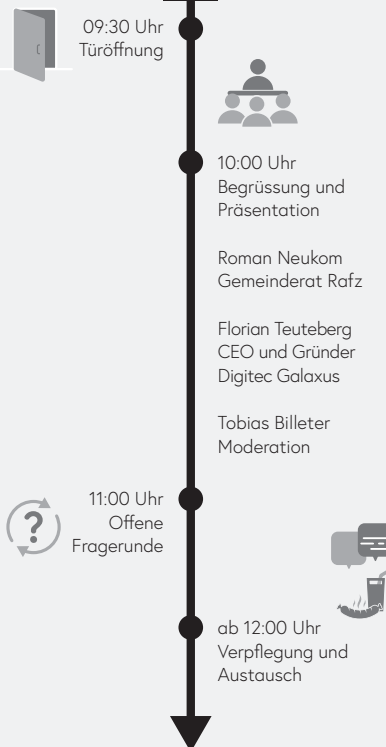 09:30 Uhr
Türöffnung
10:00 Uhr
Begrüssung und
Präsentation
Roman Neukom
Gemeinderat Rafz
Florian Teuteberg
CEO und Gründer
Digitec Galaxus
Tobias Billeter
Moderation
11:00 Uhr
Offene
Fragerunde
?
ab 12:00 Uhr
Verpflegung und
Austausch